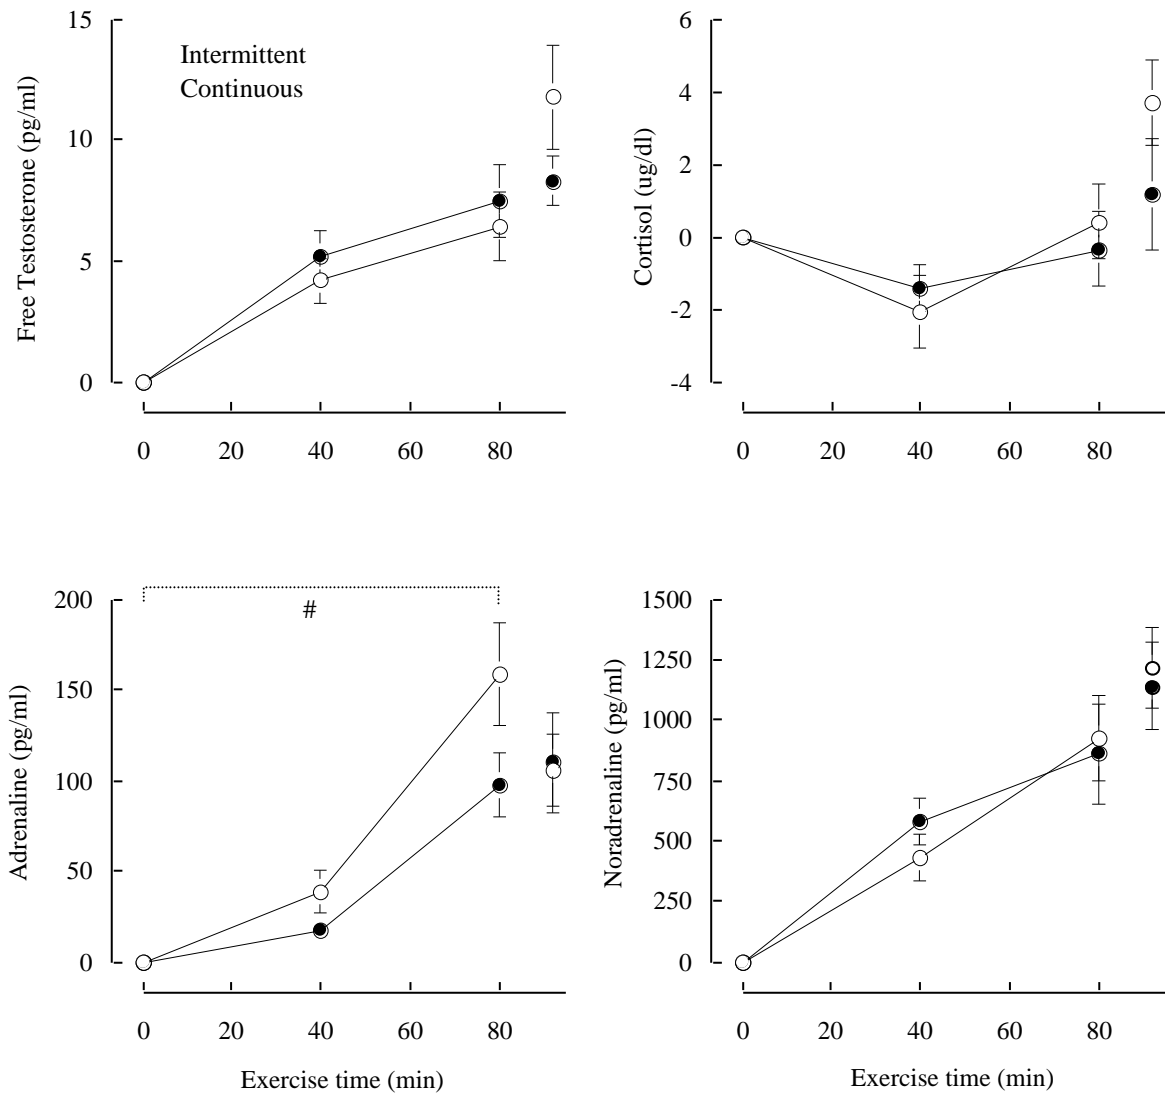 15
10
5
0
Free Testosterone (pg/ml)
Intermittent
Continuous
0 20 40 60 80
6
4
2
0
-2
-4
Cortisol (ug/dl)
0 20 40 60 80
200
150
100
50
0
Adrenaline (pg/ml)
#
0 20 40 60 80
Exercise time (min)
1500
1250
1000
750
500
250
0
Noradrenaline (pg/ml)
0 20 40 60 80
Exercise time (min)